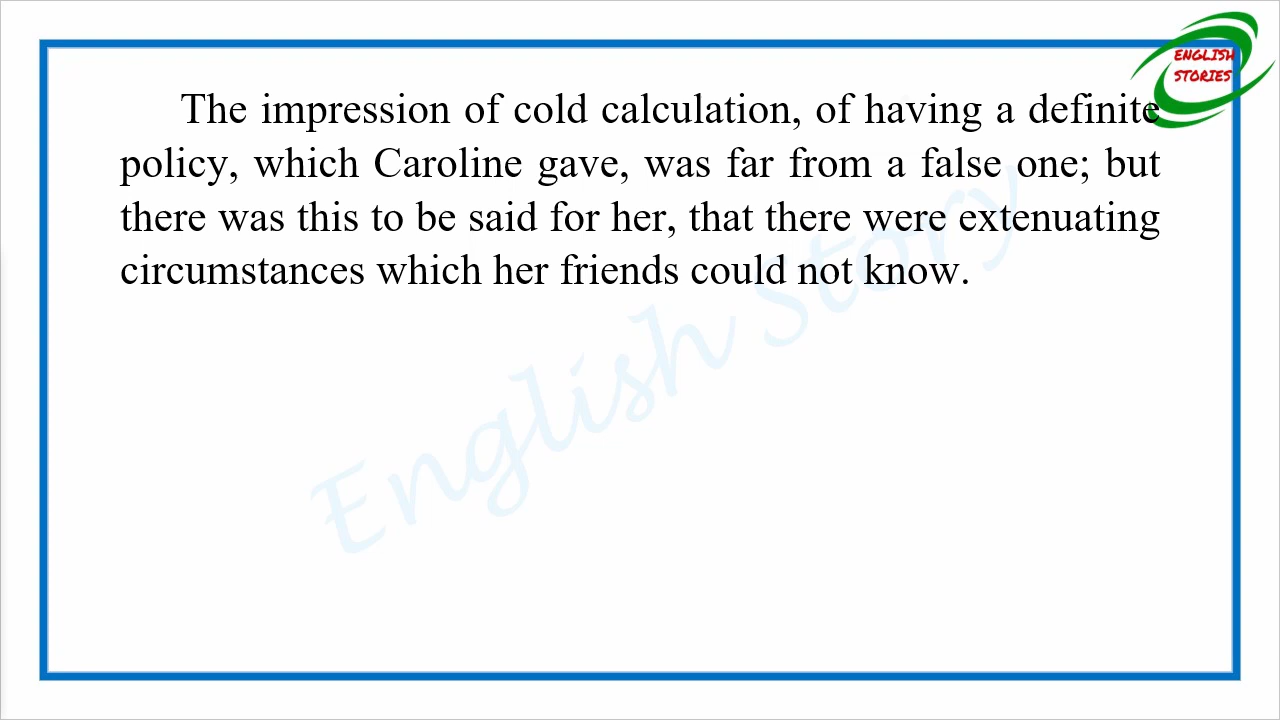 ENGLISH
STORIES
The impression of cold calculation, of having a definite
policy, which Caroline gave, was far from a false one; but
there was this to be said for her, that there were extenuating
circumstances which her friends could not know.
English Story